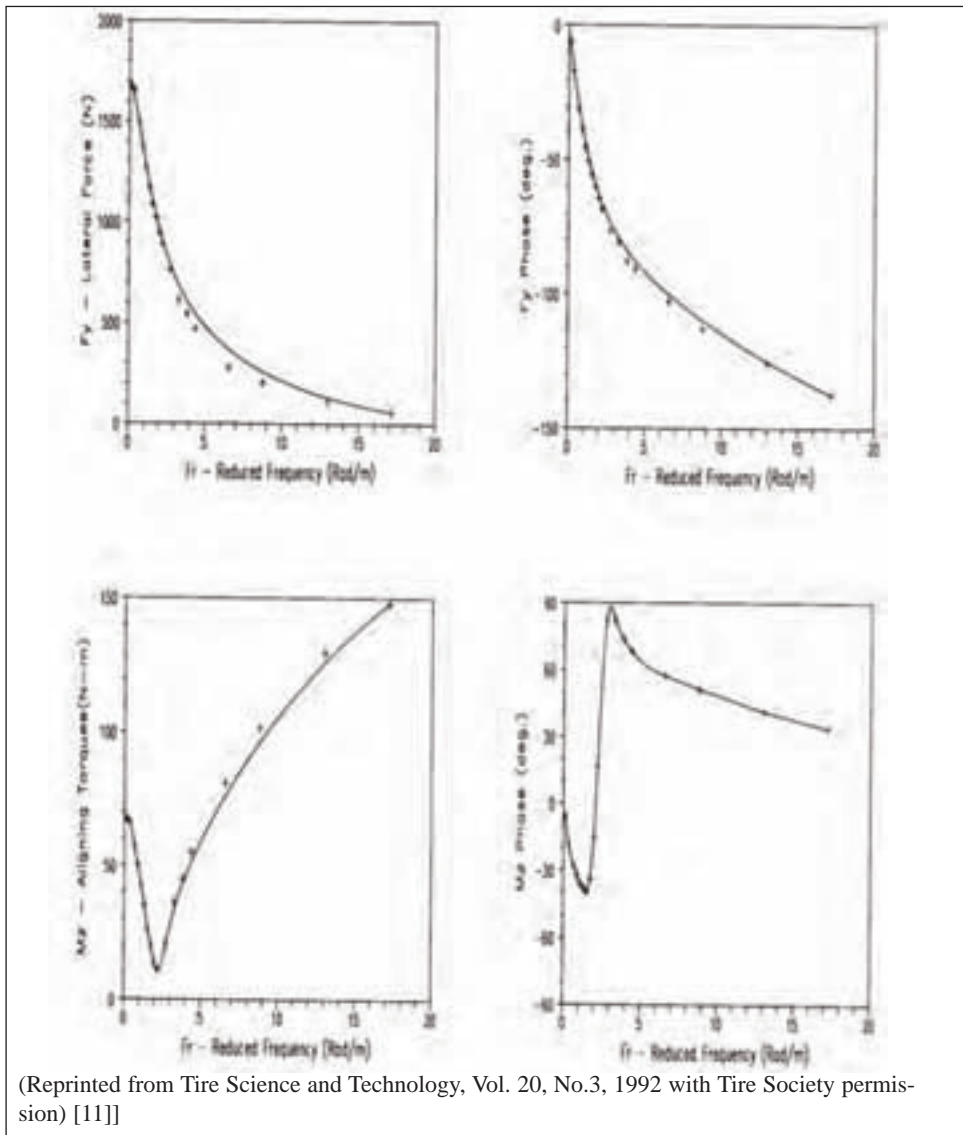 2000
1500
1000
500
0
Fy - Lateral Force (N)
0 5 10 15 20
Fr - Reduced Frequency (Rad/m)
0
-50
-100
-150
Fy Phase (deg.)
0 5 10 15 20
Fr - Reduced Frequency (Rad/m)
150
100
50
0
Mz - Aligning Torques(N-m)
0 5 10 15 20
Fr - Reduced Frequency (Rad/m)
30
0
-30
Mz Phase (deg.)
0 5 10 15 20
Fr - Reduced Frequency (Rad/m)
(Reprinted from Tire Science and Technology, Vol. 20, No.3, 1992 with Tire Society permis-
sion) [11]]